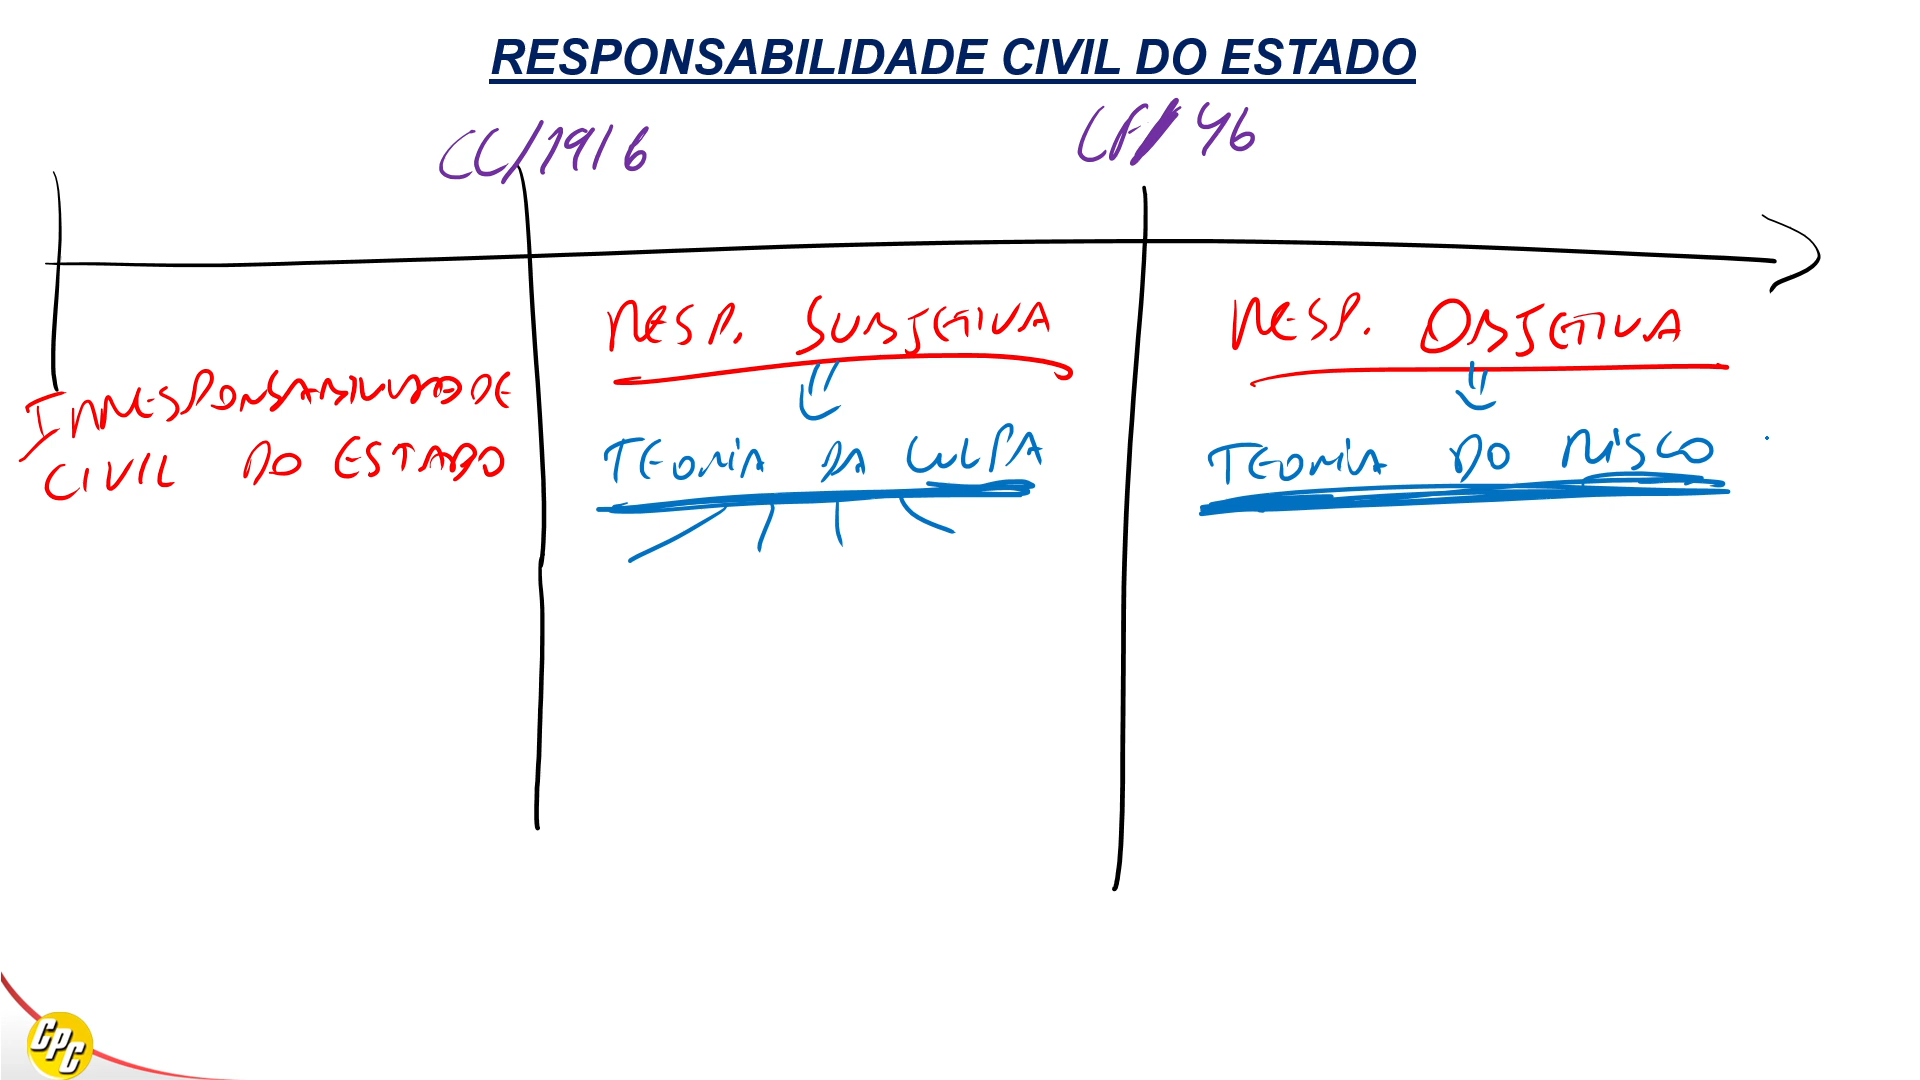 RESPONSABILIDADE CIVIL DO ESTADO
CC/1916
CF/46
IRRESPONSABILIDADE
CIVIL DO ESTADO
RESP. SUBJETIVA
TEORIA DA CULPA
RESP. OBJETIVA
TEORIA DO RISCO
CPC